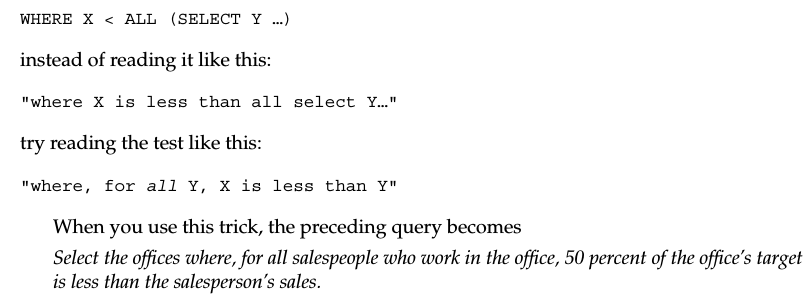 WHERE X < ALL (SELECT Y …)
instead of reading it like this:
"where X is less than all select Y…"
try reading the test like this:
"where, for all Y, X is less than Y"
When you use this trick, the preceding query becomes
Select the offices where, for all salespeople who work in the office, 50 percent of the office’s target
is less than the salesperson’s sales.